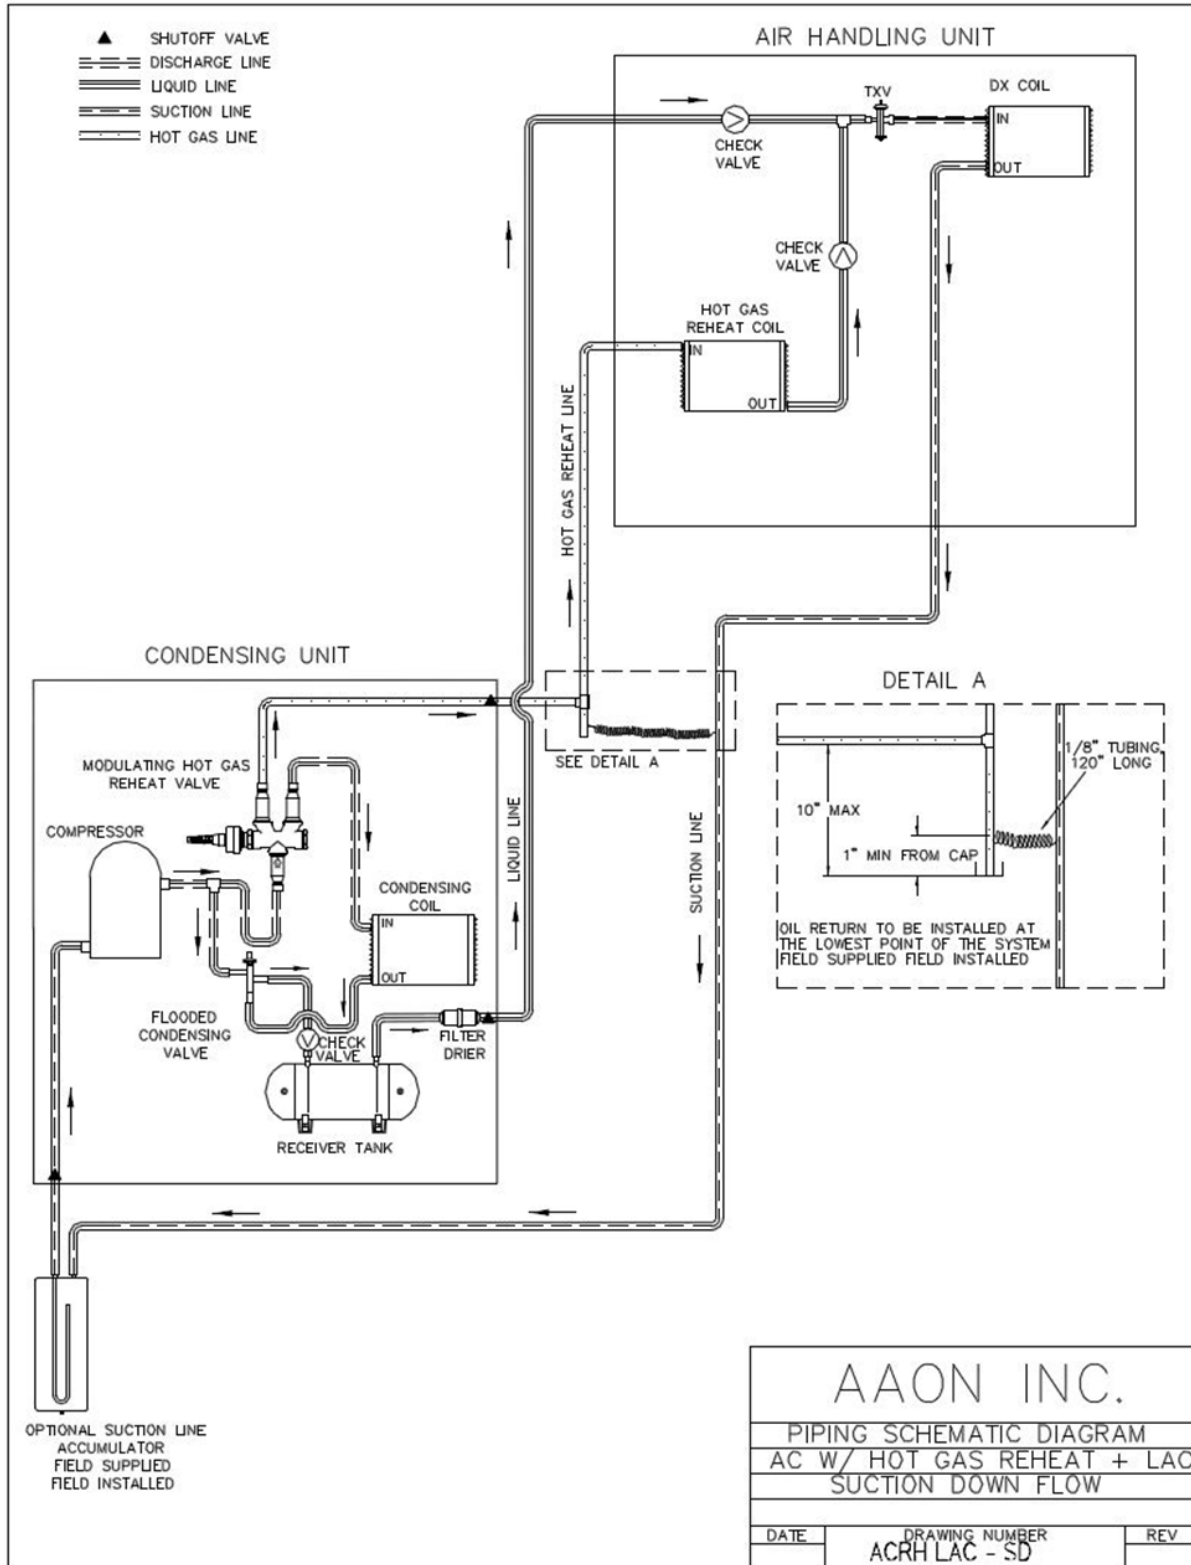 SHUTOFF VALVE
DISCHARGE LINE
LIQUID LINE
SUCTION LINE
HOT GAS LINE
AIR HANDLING UNIT
TXV
DX COIL
IN
OUT
CHECK
VALVE
CHECK
VALVE
HOT GAS
REHEAT COIL
IN
OUT
HOT GAS REHEAT LINE
CONDENSING UNIT
MODULATING HOT GAS
REHEAT VALVE
COMPRESSOR
CONDENSING
COIL
IN
OUT
FLOODED
CONDENSING
VALVE
CHECK
VALVE
FILTER
DRIER
RECEIVER TANK
LIQUID LINE
SEE DETAIL A
SUCTION LINE
DETAIL A
1/8" TUBING,
120" LONG
10" MAX
1" MIN FROM CAP
OIL RETURN TO BE INSTALLED AT
THE LOWEST POINT OF THE SYSTEM
FIELD SUPPLIED FIELD INSTALLED
OPTIONAL SUCTION LINE
ACCUMULATOR
FIELD SUPPLIED
FIELD INSTALLED
AAON INC.
PIPING SCHEMATIC DIAGRAM
AC W/ HOT GAS REHEAT + LAC
SUCTION DOWN FLOW
DATE
DRAWING NUMBER
REV
ACRH LAC - SD